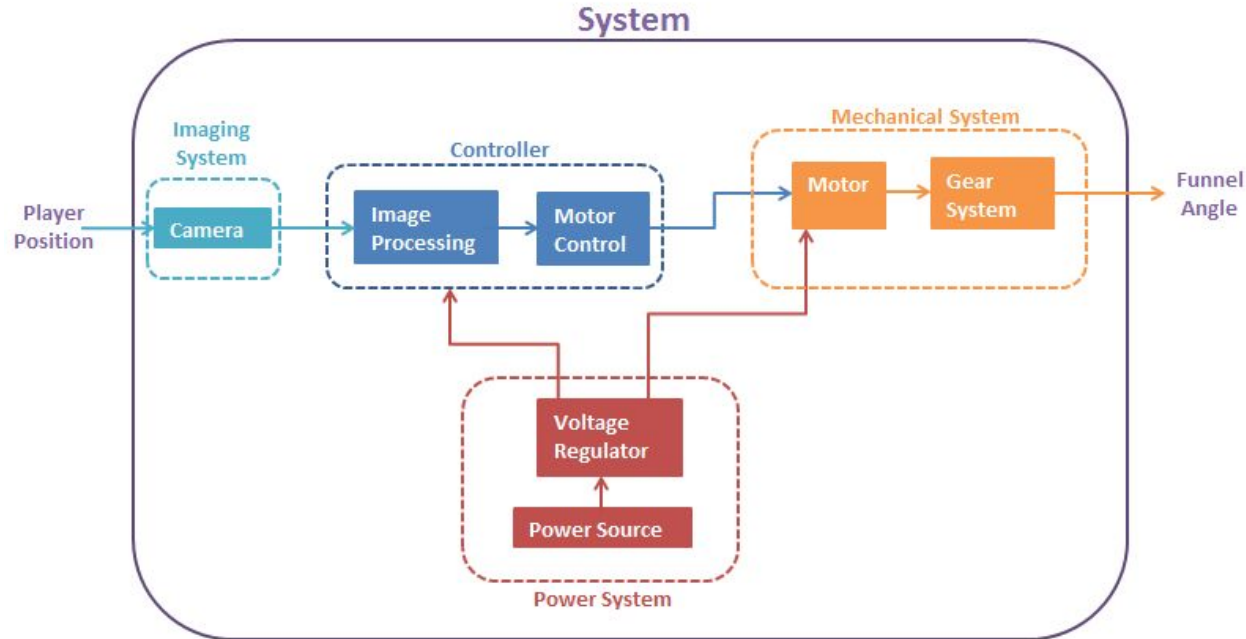 System
Imaging
System
Controller
Mechanical System
Player
Position
Camera
Image
Processing
Motor
Control
Motor
Gear
System
Funnel
Angle
Voltage
Regulator
Power Source
Power System